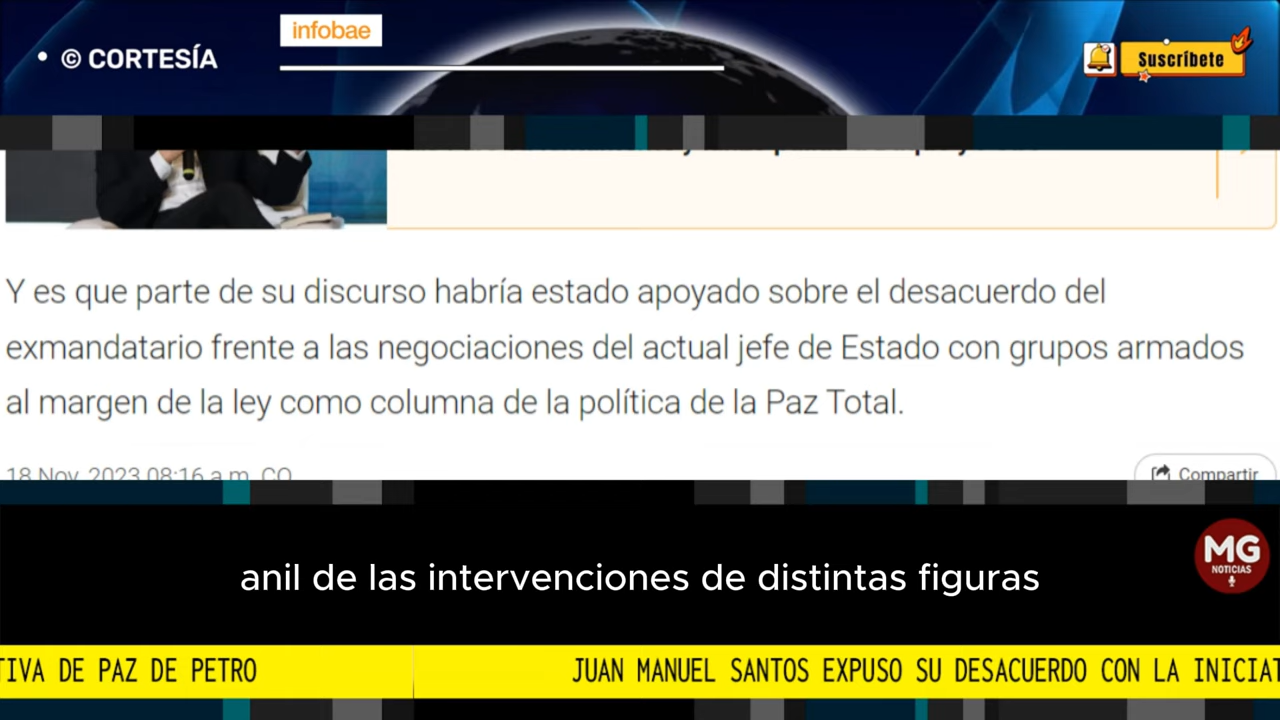 infobae
• © CORTESÍA
Suscríbete
Y es que parte de su discurso habría estado apoyado sobre el desacuerdo del
exmandatario frente a las negociaciones del actual jefe de Estado con grupos armados
al margen de la ley como columna de la política de la Paz Total.
18 Nov, 2023 08:16 a.m. CO
Compartir
MG
NOTICIAS
anil de las intervenciones de distintas figuras
TIVA DE PAZ DE PETRO
JUAN MANUEL SANTOS EXPUSO SU DESACUERDO CON LA INICIAT